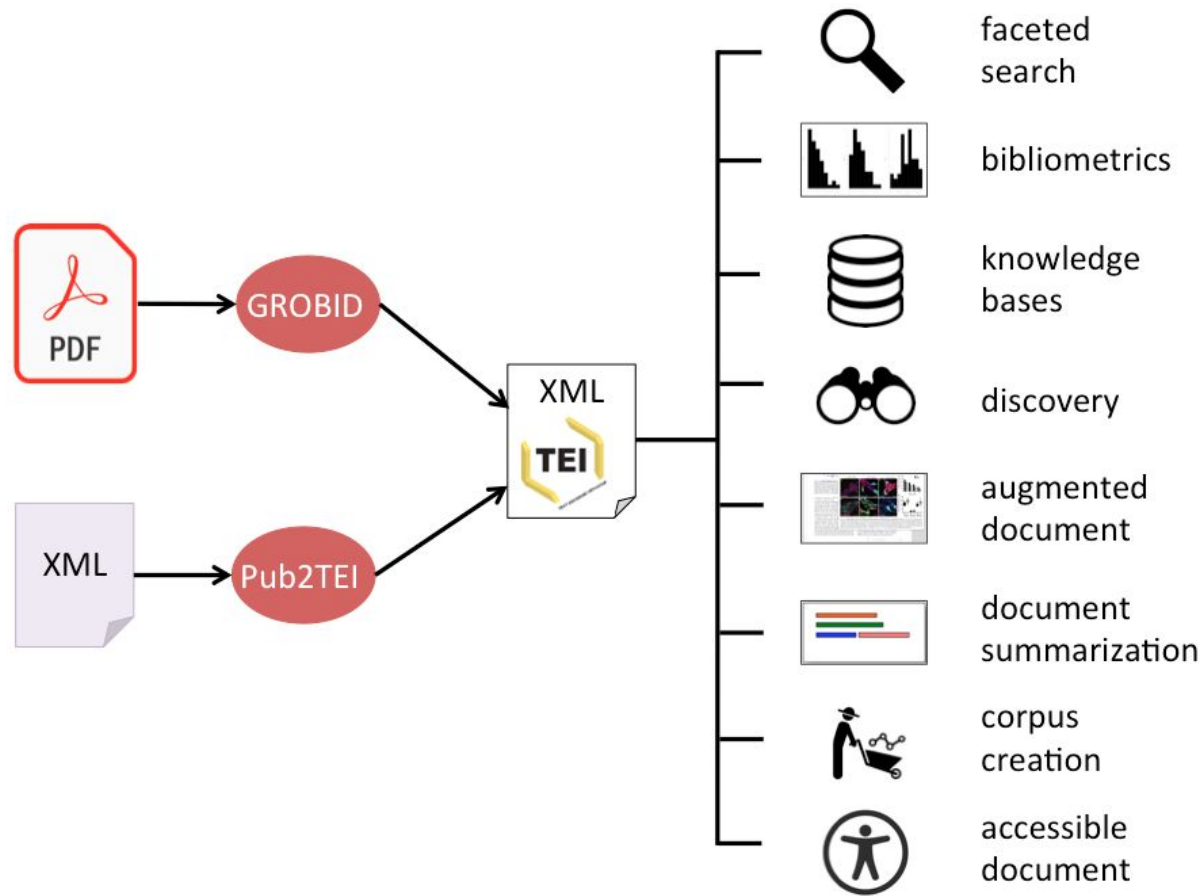 PDF
GROBID
XML
Pub2TEI
XML
TEI
faceted
search
bibliometrics
knowledge
bases
discovery
augmented
document
document
summarization
corpus
creation
accessible
document